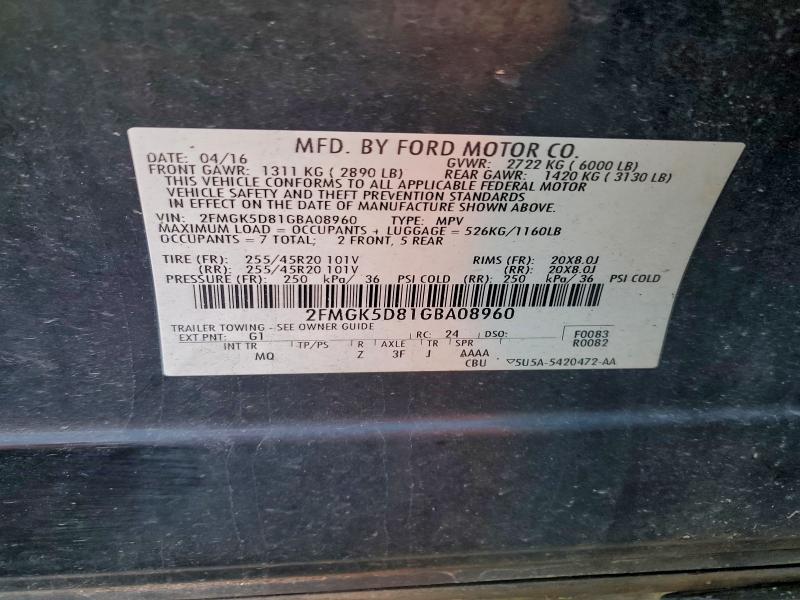 MFD. BY FORD MOTOR CO.
DATE: 04/16 GVWR: 2722 KG ( 6000 LB)
FRONT GAWR: 1311 KG ( 2890 LB) REAR GAWR: 1420 KG ( 3130 LB)
THIS VEHICLE CONFORMS TO ALL APPLICABLE FEDERAL MOTOR
VEHICLE SAFETY AND THEFT PREVENTION STANDARDS
IN EFFECT ON THE DATE OF MANUFACTURE SHOWN ABOVE.
VIN: 2FMGK5D81GBA08960 TYPE: MPV
MAXIMUM LOAD = OCCUPANTS + LUGGAGE = 526KG/1160LB
OCCUPANTS = 7 TOTAL; 2 FRONT, 5 REAR
TIRE (FR): 255/45R20 101V RIMS (FR): 20X8.0J
(RR): 255/45R20 101V (RR): 20X8.0J
PRESSURE (FR): 250 kPa/ 36 PSI COLD (RR): 250 kPa/ 36 PSI COLD
2FMGK5D81GBA08960
TRAILER TOWING - SEE OWNER GUIDE
EXT PNT: G1 RC: 24 DSO: F0083
R0082
INT TR TP/PS R AXLE TR SPR
MQ Z 3F J AAAA
CBU ▽5U5A-5420472-AA